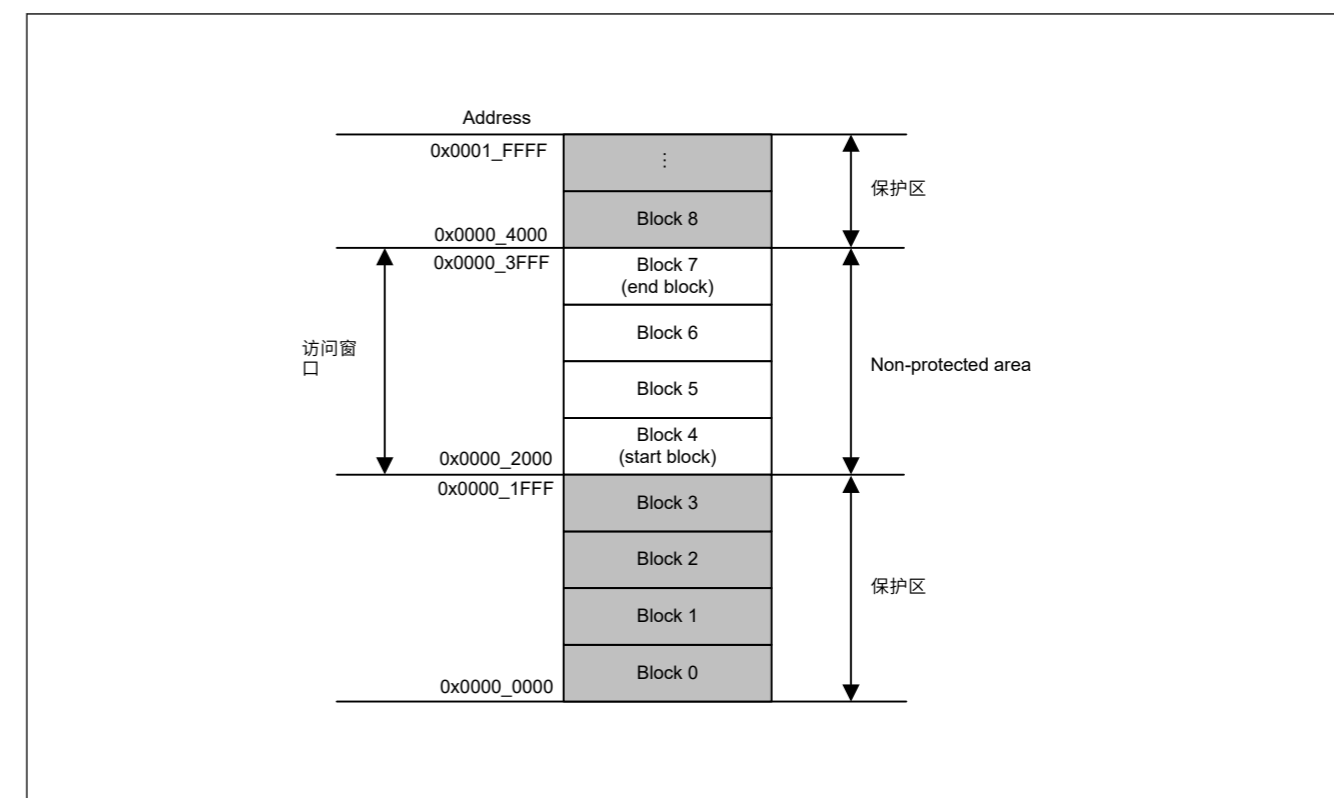 Address
0x0001_FFFF
⋮
保护区
Block 8
0x0000_4000
0x0000_3FFF
Block 7
(end block)
Block 6
访问窗
口
Non-protected area
Block 5
Block 4
(start block)
0x0000_2000
0x0000_1FFF
Block 3
Block 2
保护区
Block 1
Block 0
0x0000_0000